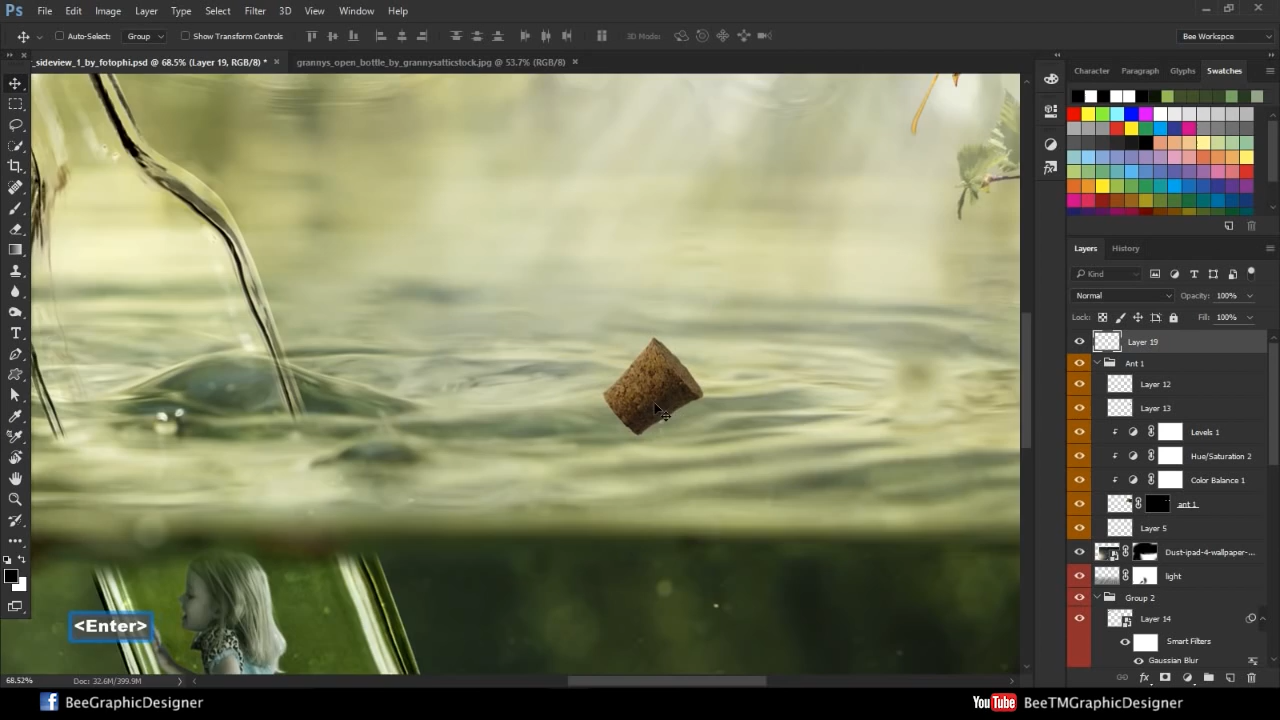 Ps File Edit Image Layer Type Select Filter 3D View Window Help
Auto-Select: Group Show Transform Controls 3D Mode: Bee Workspce
_sideview_1_by_fotophi.psd @ 68.5% (Layer 19, RGB/8) * × grannys_open_bottle_by_grannysatticstock.jpg @ 53.7% (RGB/8) ×
Character Paragraph Glyphs Swatches
Layers History
Kind
Normal Opacity: 100%
Lock: Fill: 100%
Layer 19
Ant 1
Layer 12
Layer 13
Levels 1
Hue/Saturation 2
Color Balance 1
ant 1
Layer 5
Dust-ipad-4-wallpaper-...
light
Group 2
Layer 14
Smart Filters
Gaussian Blur
<Enter>
68.52% Doc: 32.6M/399.9M
BeeGraphicDesigner
YouTube BeeTMGraphicDesigner